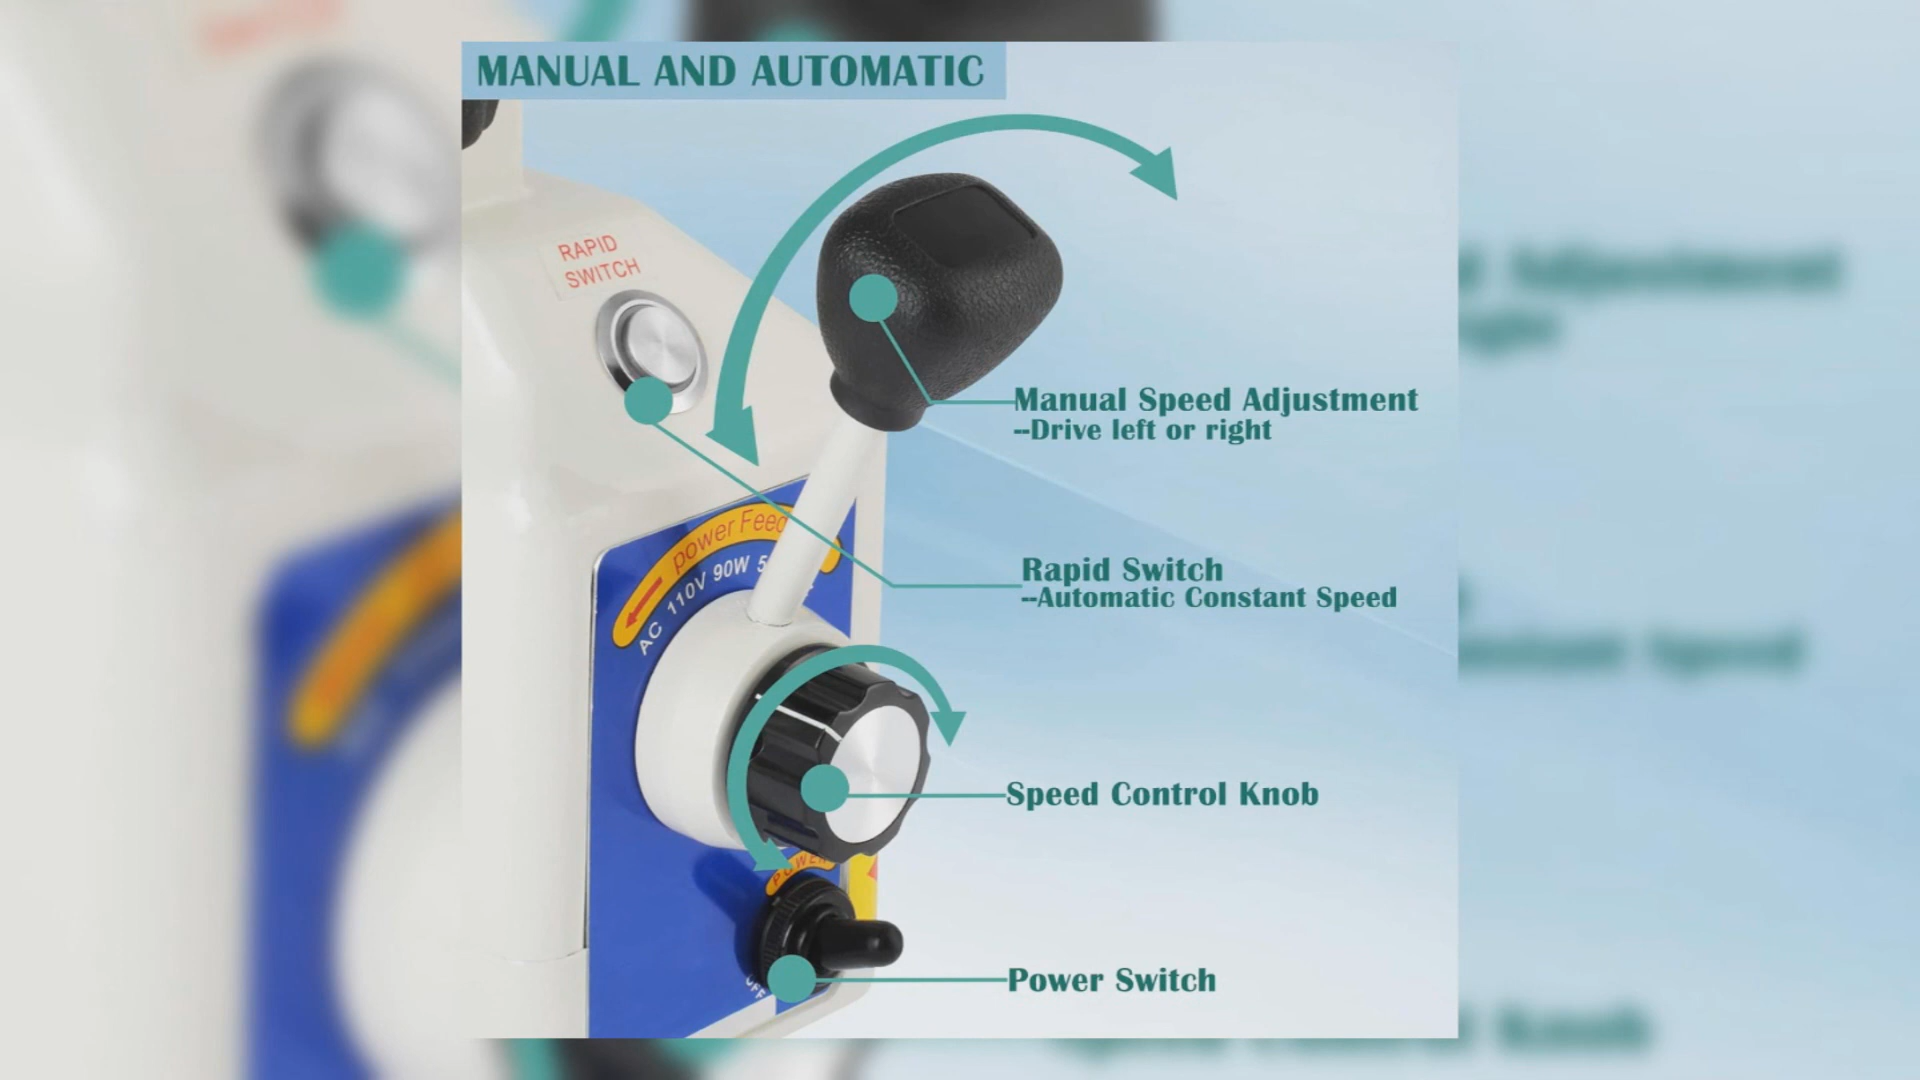 MANUAL AND AUTOMATIC
RAPID
SWITCH
Manual Speed Adjustment
--Drive left or right
power Feed
AC 110V 90W
Rapid Switch
--Automatic Constant Speed
Speed Control Knob
POWER
OFF
Power Switch